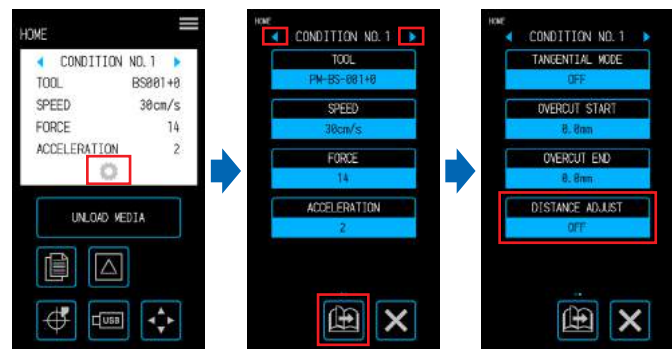 HOME
CONDITION NO. 1
TOOL BS001+0
SPEED 30cm/s
FORCE 14
ACCELERATION 2
UNLOAD MEDIA
USB
HOME
CONDITION NO. 1
TOOL
PM-BS-001+0
SPEED
30cm/s
FORCE
14
ACCELERATION
2
HOME
CONDITION NO. 1
TANGENTIAL MODE
OFF
OVERCUT START
0.0mm
OVERCUT END
0.0mm
DISTANCE ADJUST
OFF